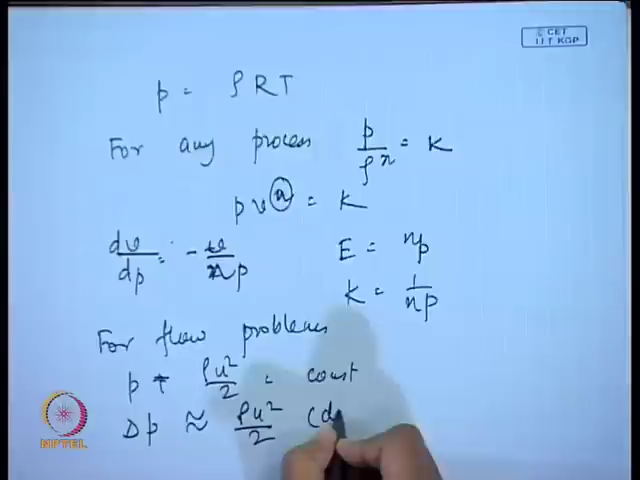 © CET
I.I.T. KGP
p = ρRT
For any process p/ρⁿ = K
pvⁿ = K
dv/dp = - v/np E = np
K = 1/np
For flow problems
p + ρu²/2 = const
Δp ≈ ρu²/2 (d
NPTEL